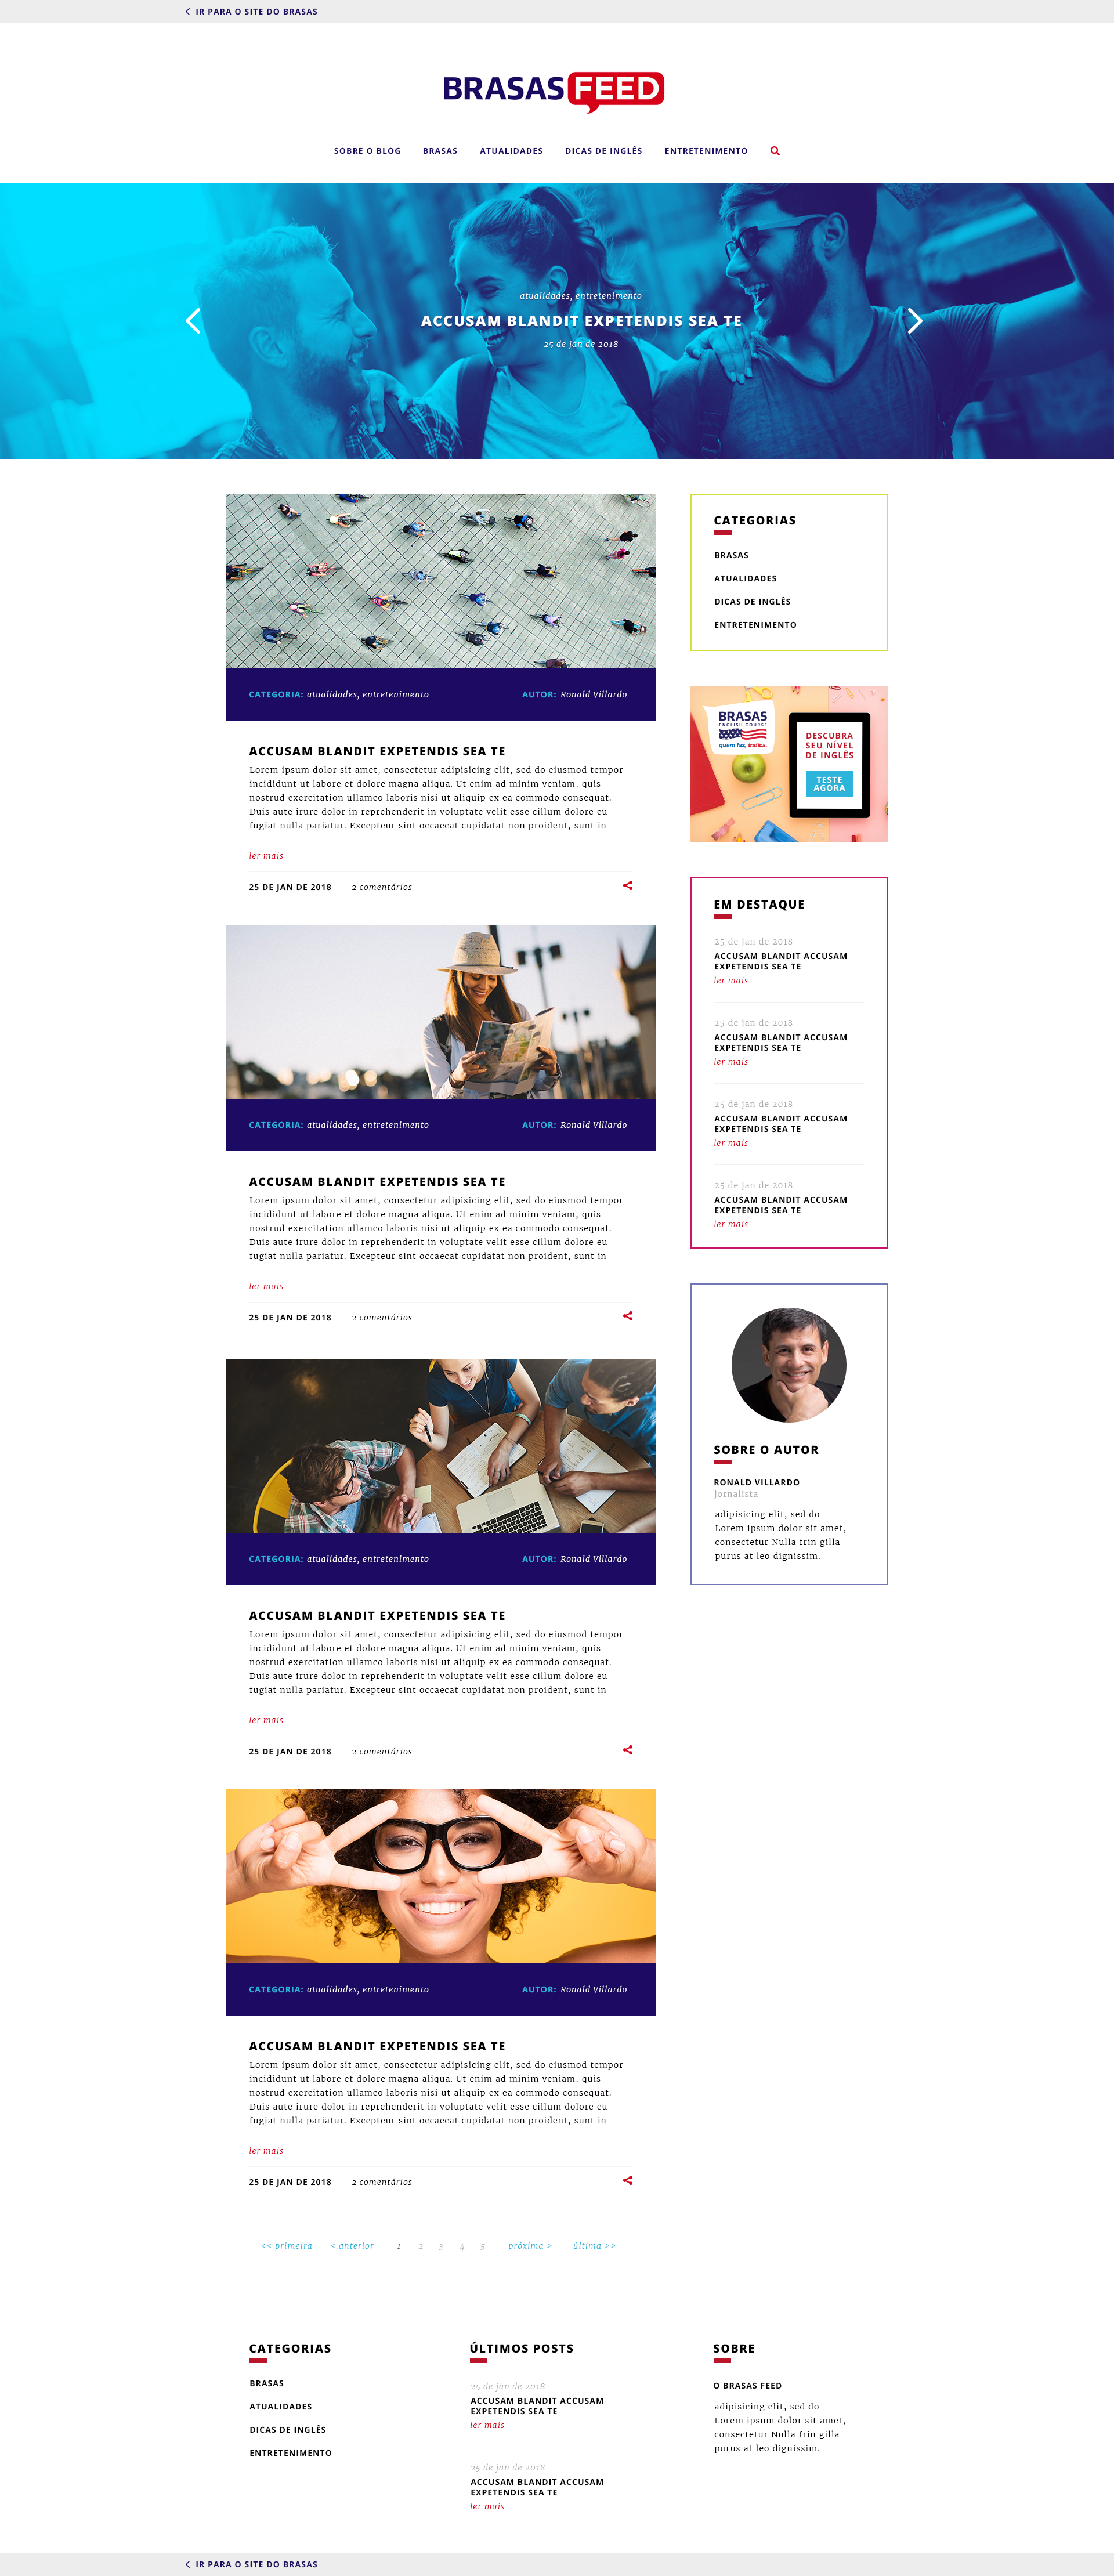 IR PARA O SITE DO BRASAS
BRASAS FEED
SOBRE O BLOG BRASAS ATUALIDADES DICAS DE INGLÊS ENTRETENIMENTO
atualidades, entretenimento
ACCUSAM BLANDIT EXPETENDIS SEA TE
25 de jan de 2018
CATEGORIA: atualidades, entretenimento AUTOR: Ronald Villardo
ACCUSAM BLANDIT EXPETENDIS SEA TE
Lorem ipsum dolor sit amet, consectetur adipisicing elit, sed do eiusmod tempor
incididunt ut labore et dolore magna aliqua. Ut enim ad minim veniam, quis
nostrud exercitation ullamco laboris nisi ut aliquip ex ea commodo consequat.
Duis aute irure dolor in reprehenderit in voluptate velit esse cillum dolore eu
fugiat nulla pariatur. Excepteur sint occaecat cupidatat non proident, sunt in
ler mais
25 DE JAN DE 2018 2 comentários
CATEGORIA: atualidades, entretenimento AUTOR: Ronald Villardo
ACCUSAM BLANDIT EXPETENDIS SEA TE
Lorem ipsum dolor sit amet, consectetur adipisicing elit, sed do eiusmod tempor
incididunt ut labore et dolore magna aliqua. Ut enim ad minim veniam, quis
nostrud exercitation ullamco laboris nisi ut aliquip ex ea commodo consequat.
Duis aute irure dolor in reprehenderit in voluptate velit esse cillum dolore eu
fugiat nulla pariatur. Excepteur sint occaecat cupidatat non proident, sunt in
ler mais
25 DE JAN DE 2018 2 comentários
CATEGORIA: atualidades, entretenimento AUTOR: Ronald Villardo
ACCUSAM BLANDIT EXPETENDIS SEA TE
Lorem ipsum dolor sit amet, consectetur adipisicing elit, sed do eiusmod tempor
incididunt ut labore et dolore magna aliqua. Ut enim ad minim veniam, quis
nostrud exercitation ullamco laboris nisi ut aliquip ex ea commodo consequat.
Duis aute irure dolor in reprehenderit in voluptate velit esse cillum dolore eu
fugiat nulla pariatur. Excepteur sint occaecat cupidatat non proident, sunt in
ler mais
25 DE JAN DE 2018 2 comentários
CATEGORIA: atualidades, entretenimento AUTOR: Ronald Villardo
ACCUSAM BLANDIT EXPETENDIS SEA TE
Lorem ipsum dolor sit amet, consectetur adipisicing elit, sed do eiusmod tempor
incididunt ut labore et dolore magna aliqua. Ut enim ad minim veniam, quis
nostrud exercitation ullamco laboris nisi ut aliquip ex ea commodo consequat.
Duis aute irure dolor in reprehenderit in voluptate velit esse cillum dolore eu
fugiat nulla pariatur. Excepteur sint occaecat cupidatat non proident, sunt in
ler mais
25 DE JAN DE 2018 2 comentários
<< primeira < anterior 1 2 3 4 5 próxima > última >>
CATEGORIAS
BRASAS
ATUALIDADES
DICAS DE INGLÊS
ENTRETENIMENTO
BRASAS
ENGLISH COURSE
quem faz, indica.
DESCUBRA
SEU NÍVEL
DE INGLÊS
TESTE
AGORA
EM DESTAQUE
25 de Jan de 2018
ACCUSAM BLANDIT ACCUSAM
EXPETENDIS SEA TE
ler mais
25 de Jan de 2018
ACCUSAM BLANDIT ACCUSAM
EXPETENDIS SEA TE
ler mais
25 de Jan de 2018
ACCUSAM BLANDIT ACCUSAM
EXPETENDIS SEA TE
ler mais
25 de Jan de 2018
ACCUSAM BLANDIT ACCUSAM
EXPETENDIS SEA TE
ler mais
SOBRE O AUTOR
RONALD VILLARDO
Jornalista
adipisicing elit, sed do
Lorem ipsum dolor sit amet,
consectetur Nulla frin gilla
purus at leo dignissim.
CATEGORIAS
BRASAS
ATUALIDADES
DICAS DE INGLÊS
ENTRETENIMENTO
ÚLTIMOS POSTS
25 de jan de 2018
ACCUSAM BLANDIT ACCUSAM
EXPETENDIS SEA TE
ler mais
25 de jan de 2018
ACCUSAM BLANDIT ACCUSAM
EXPETENDIS SEA TE
ler mais
SOBRE
O BRASAS FEED
adipisicing elit, sed do
Lorem ipsum dolor sit amet,
consectetur Nulla frin gilla
purus at leo dignissim.
IR PARA O SITE DO BRASAS